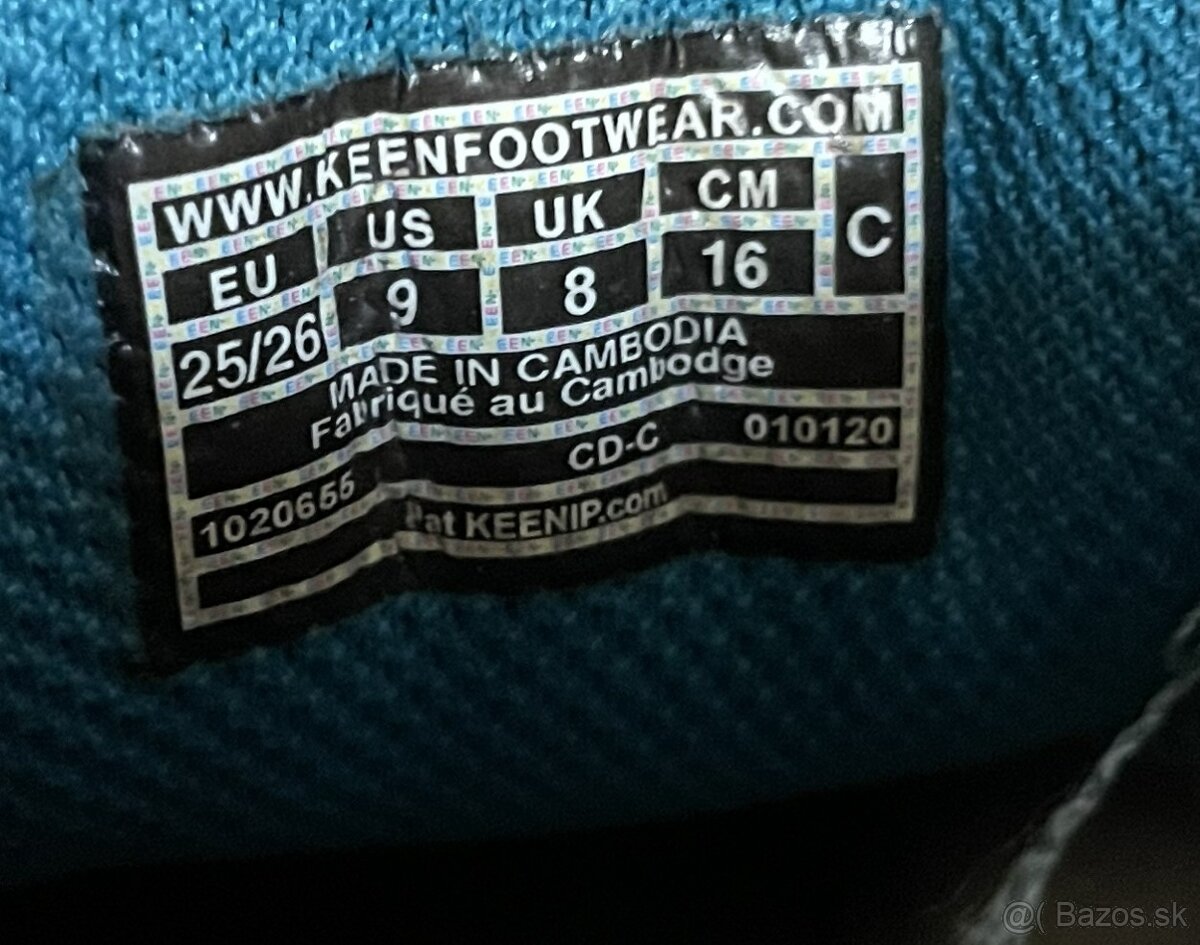 WWW.KEENFOOTWEAR.COM
EU US UK CM C
25/26 9 8 16
MADE IN CAMBODIA
Fabriqué au Cambodge
1020655 CD-C 010120
Pat KEENIP.com
@( Bazos.sk